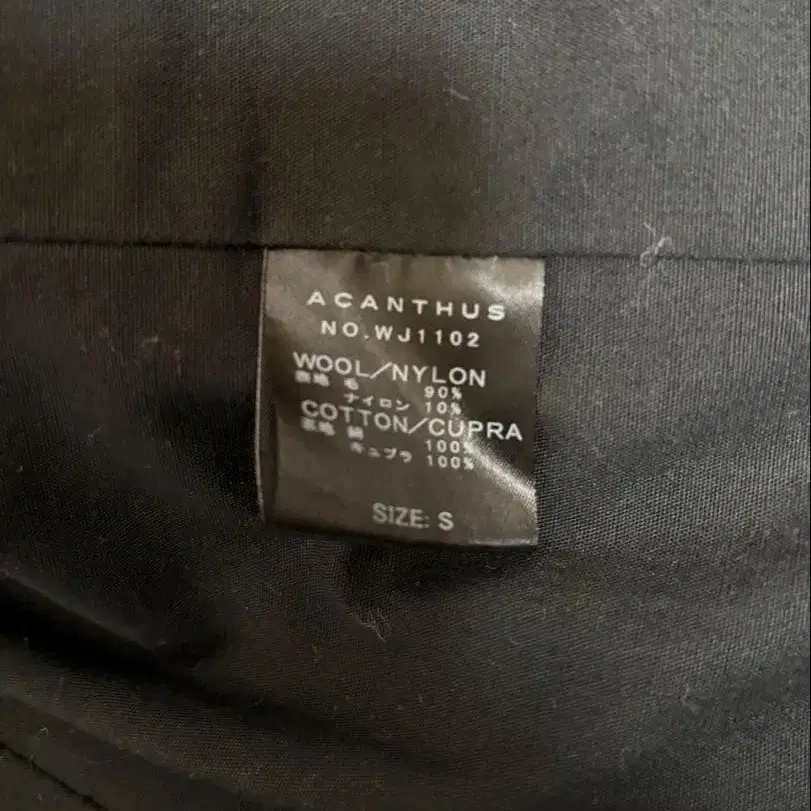 ACANTHUS
NO.WJ1102
WOOL/NYLON
表地 毛 90%
ナイロン 10%
COTTON/CUPRA
裏地 綿 100%
キュプラ 100%
SIZE: S